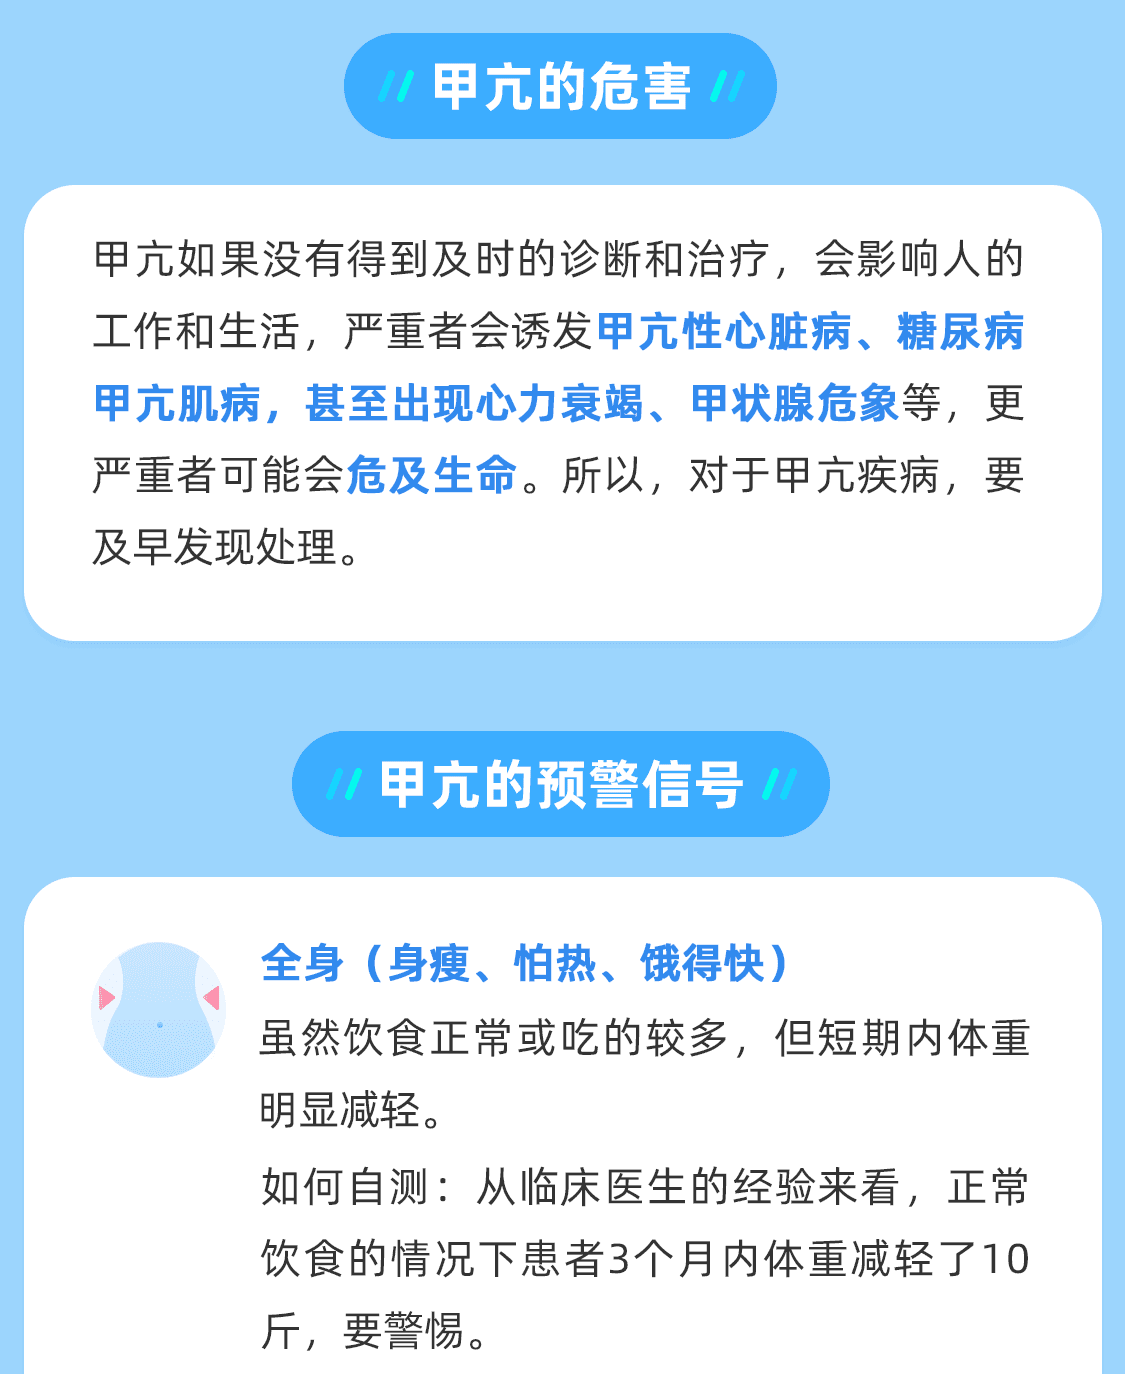 甲亢的危害
甲亢如果没有得到及时的诊断和治疗，会影响人的
工作和生活，严重者会诱发甲亢性心脏病、糖尿病
甲亢肌病，甚至出现心力衰竭、甲状腺危象等，更
严重者可能会危及生命。所以，对于甲亢疾病，要
及早发现处理。
甲亢的预警信号
全身（身瘦、怕热、饿得快）
虽然饮食正常或吃的较多，但短期内体重
明显减轻。
如何自测：从临床医生的经验来看，正常
饮食的情况下患者3个月内体重减轻了10
斤，要警惕。